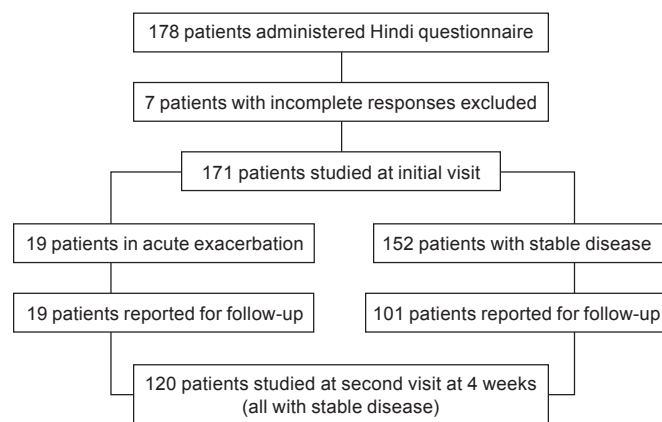 178 patients administered Hindi questionnaire
7 patients with incomplete responses excluded
171 patients studied at initial visit
19 patients in acute exacerbation
152 patients with stable disease
19 patients reported for follow-up
101 patients reported for follow-up
120 patients studied at second visit at 4 weeks
(all with stable disease)